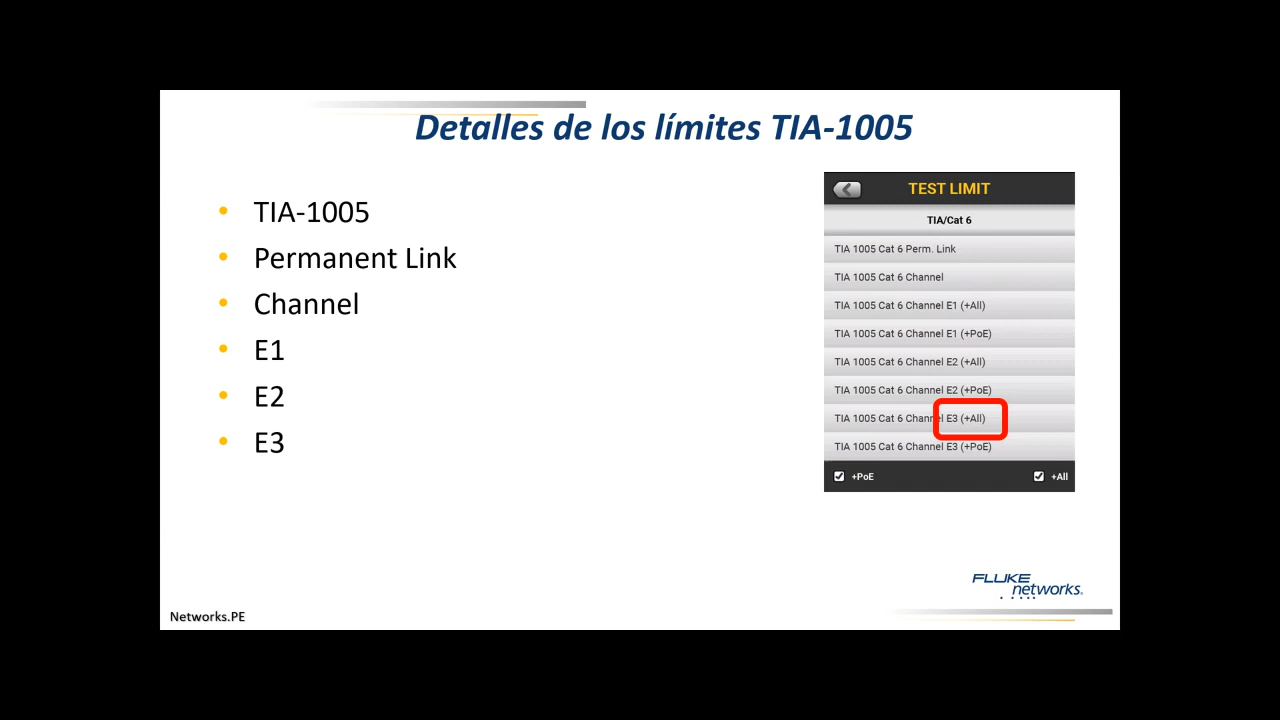 Detalles de los límites TIA-1005
• TIA-1005
• Permanent Link
• Channel
• E1
• E2
• E3
TEST LIMIT
TIA/Cat 6
TIA 1005 Cat 6 Perm. Link
TIA 1005 Cat 6 Channel
TIA 1005 Cat 6 Channel E1 (+All)
TIA 1005 Cat 6 Channel E1 (+PoE)
TIA 1005 Cat 6 Channel E2 (+All)
TIA 1005 Cat 6 Channel E2 (+PoE)
TIA 1005 Cat 6 Channel E3 (+All)
TIA 1005 Cat 6 Channel E3 (+PoE)
+PoE +All
FLUKE
networks.
Networks.PE